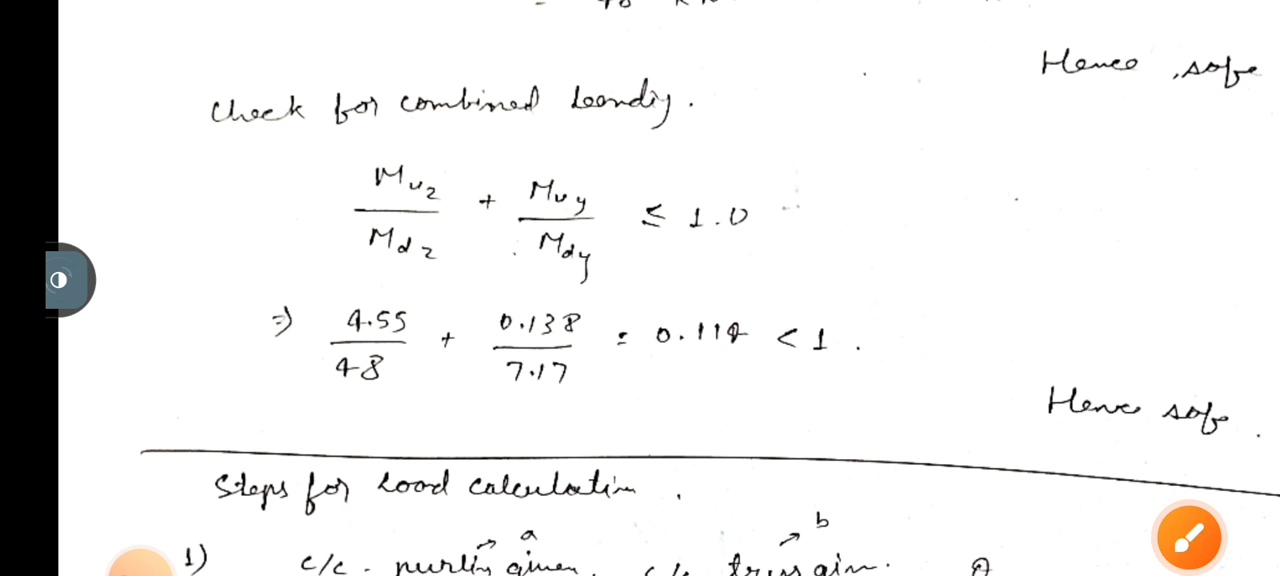 Hence, safe
Check for combined loading.
Muz / Mdz + Muy / Mdy ≤ 1.0
⇒ 4.55 / 48 + 0.138 / 7.17 = 0.114 < 1.
Hence safe.
Steps for Load calculation.
1) c/c. purlin given → a, truss → b